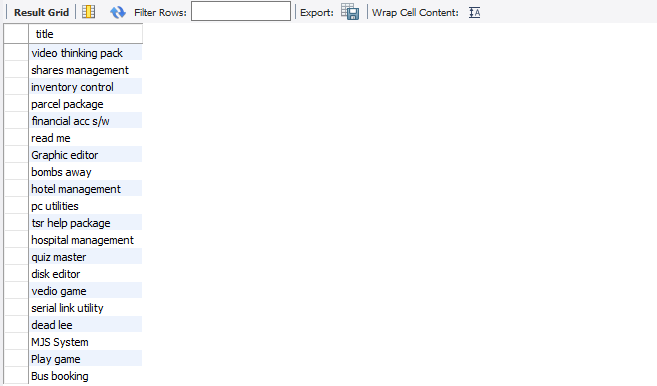 Result Grid Filter Rows: Export: Wrap Cell Content:
title
video thinking pack
shares management
inventory control
parcel package
financial acc s/w
read me
Graphic editor
bombs away
hotel management
pc utilities
tsr help package
hospital management
quiz master
disk editor
vedio game
serial link utility
dead lee
MJS System
Play game
Bus booking